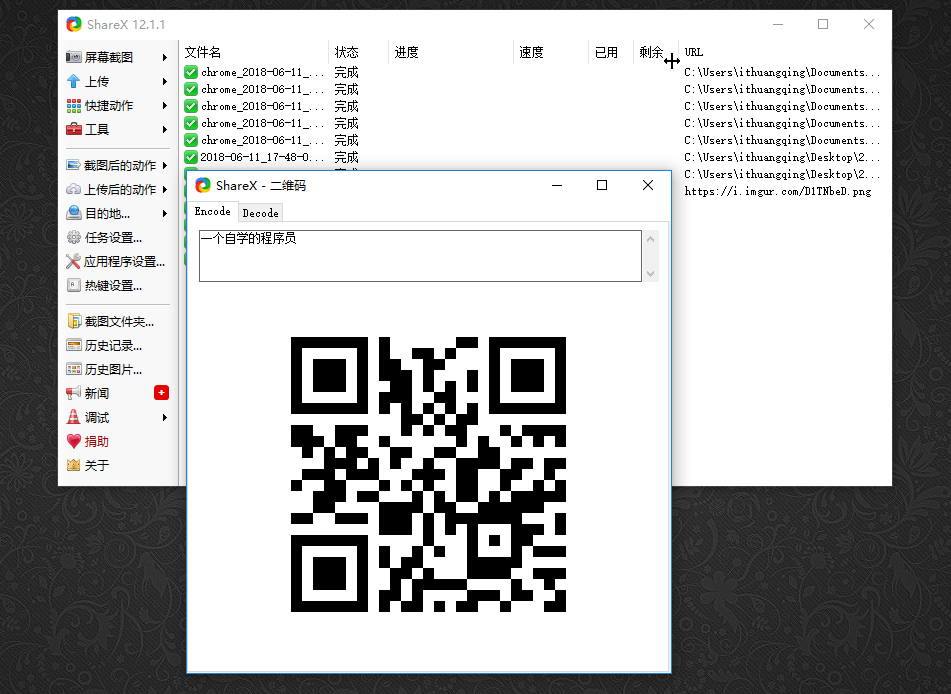 ShareX 12.1.1
屏幕截图
上传
快捷动作
工具
截图后的动作
上传后的动作
目的地...
任务设置...
应用程序设置...
热键设置...
截图文件夹...
历史记录...
历史图片...
新闻
调试
捐助
关于
文件名 状态 进度 速度 已用 剩余 URL
chrome_2018-06-11_... 完成 C:\Users\ithuangqing\Documents...
chrome_2018-06-11_... 完成 C:\Users\ithuangqing\Documents...
chrome_2018-06-11_... 完成 C:\Users\ithuangqing\Documents...
chrome_2018-06-11_... 完成 C:\Users\ithuangqing\Documents...
chrome_2018-06-11_... 完成 C:\Users\ithuangqing\Documents...
2018-06-11_17-48-0... 完成 C:\Users\ithuangqing\Desktop\2...
C:\Users\ithuangqing\Desktop\2...
https://i.imgur.com/D1TNbeD.png
ShareX - 二维码
Encode Decode
一个自学的程序员